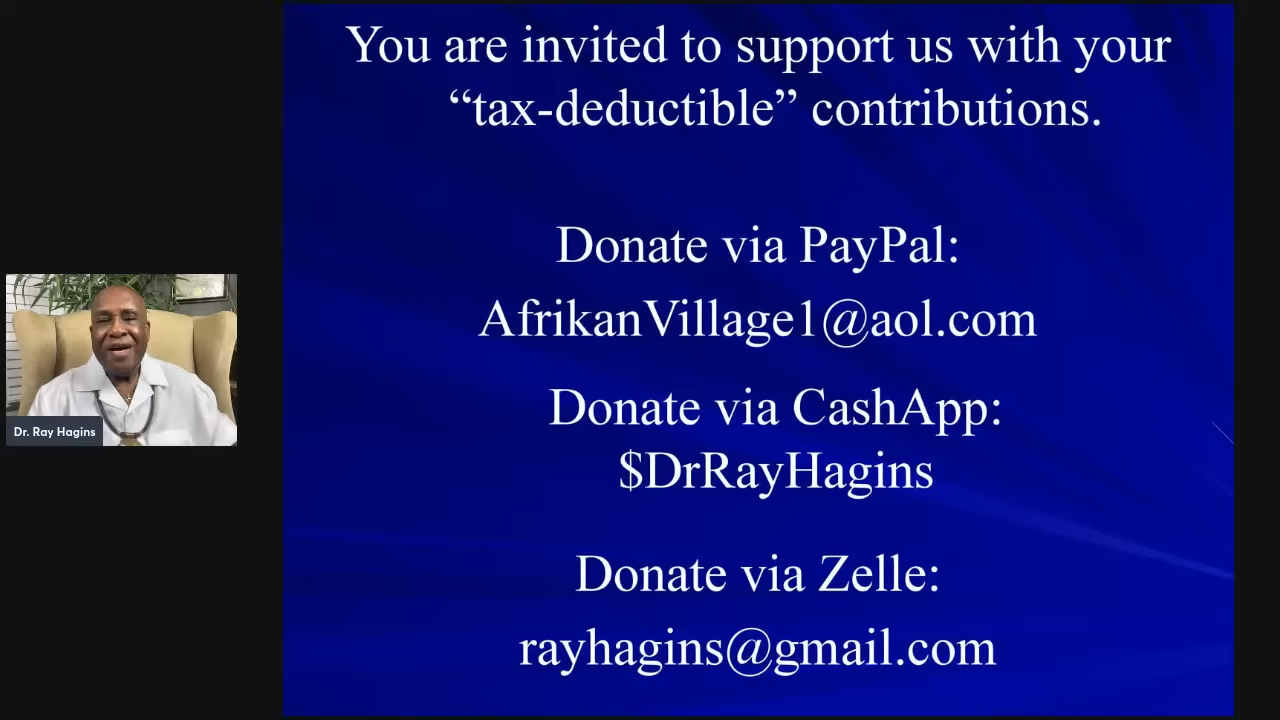 You are invited to support us with your
“tax-deductible” contributions.
Donate via PayPal:
AfrikanVillage1@aol.com
Donate via CashApp:
$DrRayHagins
Donate via Zelle:
rayhagins@gmail.com
Dr. Ray Hagins